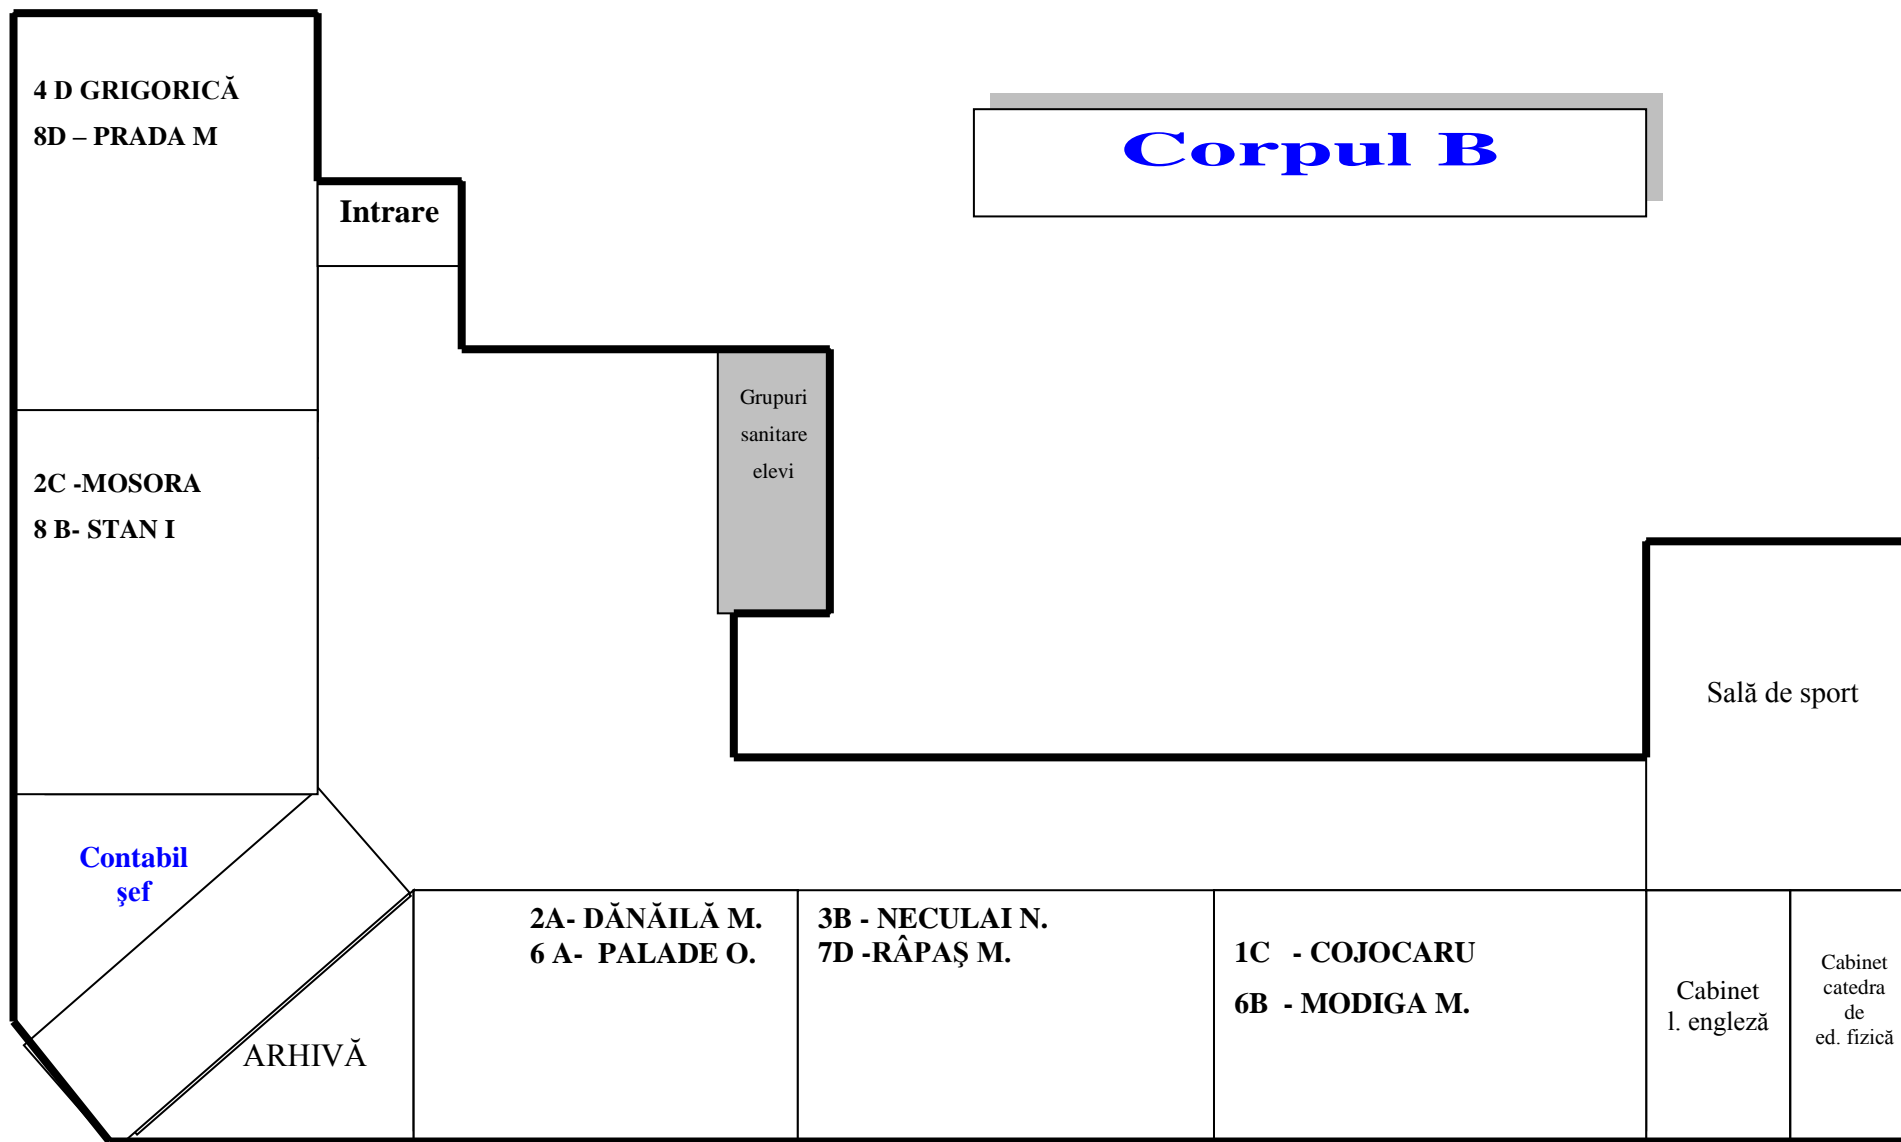 4 D GRIGORICĂ
8D – PRADA M
Corpul B
Intrare
Grupuri
sanitare
elevi
2C -MOSORA
8 B- STAN I
Sală de sport
Contabil
şef
2A- DĂNĂILĂ M.
6 A-  PALADE O.
3B - NECULAI N.
7D -RÂPAŞ M.
1C   - COJOCARU
6B  - MODIGA M.
Cabinet
l. engleză
Cabinet
catedra
de
ed. fizică
ARHIVĂ